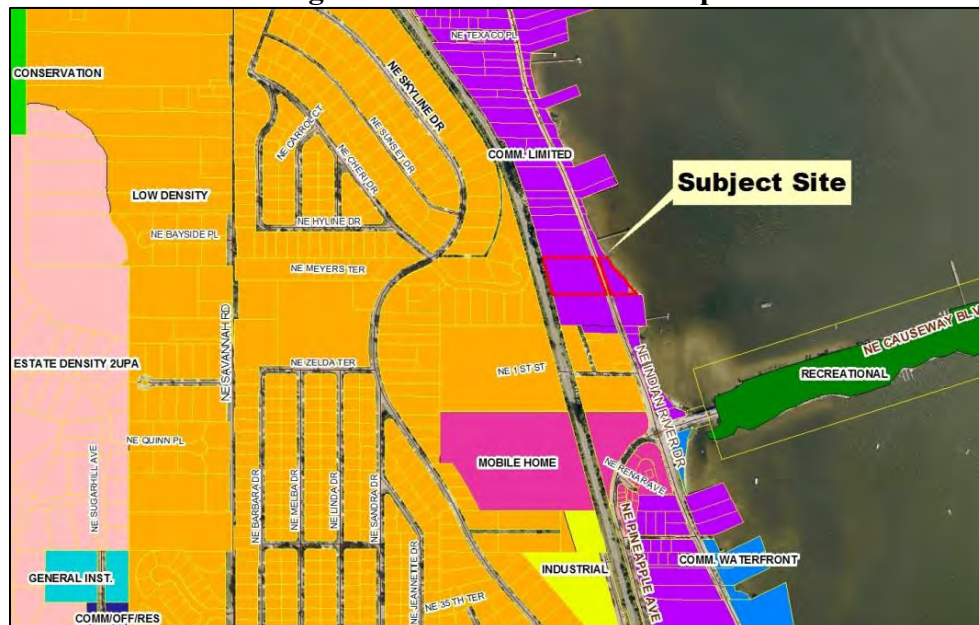 NE TEXACO PL
CONSERVATION
NE SKYLINE DR
NE CARROL CT
NE SUNSET DR
NE CHERI DR
COMM. LIMITED
Subject Site
LOW DENSITY
NE HYLINE DR
NE BAYSIDE PL
NE MEYERS TER
NE SAVANNAH RD
NE CAUSEWAY BLV
RECREATIONAL
NE ZELDA TER
NE 1 ST ST
ESTATE DENSITY 2UPA
NE INDIAN RIVER DR
NE QUINN PL
MOBILE HOME
NE RENAR AVE
NE SUGARHILL AVE
NE BARBARA DR
NE MELBA DR
NE LINDA DR
NE SANDRA DR
NE PINEAPPLE AVE
NE JEANNETTE DR
GENERAL INST.
INDUSTRIAL
COMM. WATERFRONT
NE 35 TH TER
COMM/OFF/RES